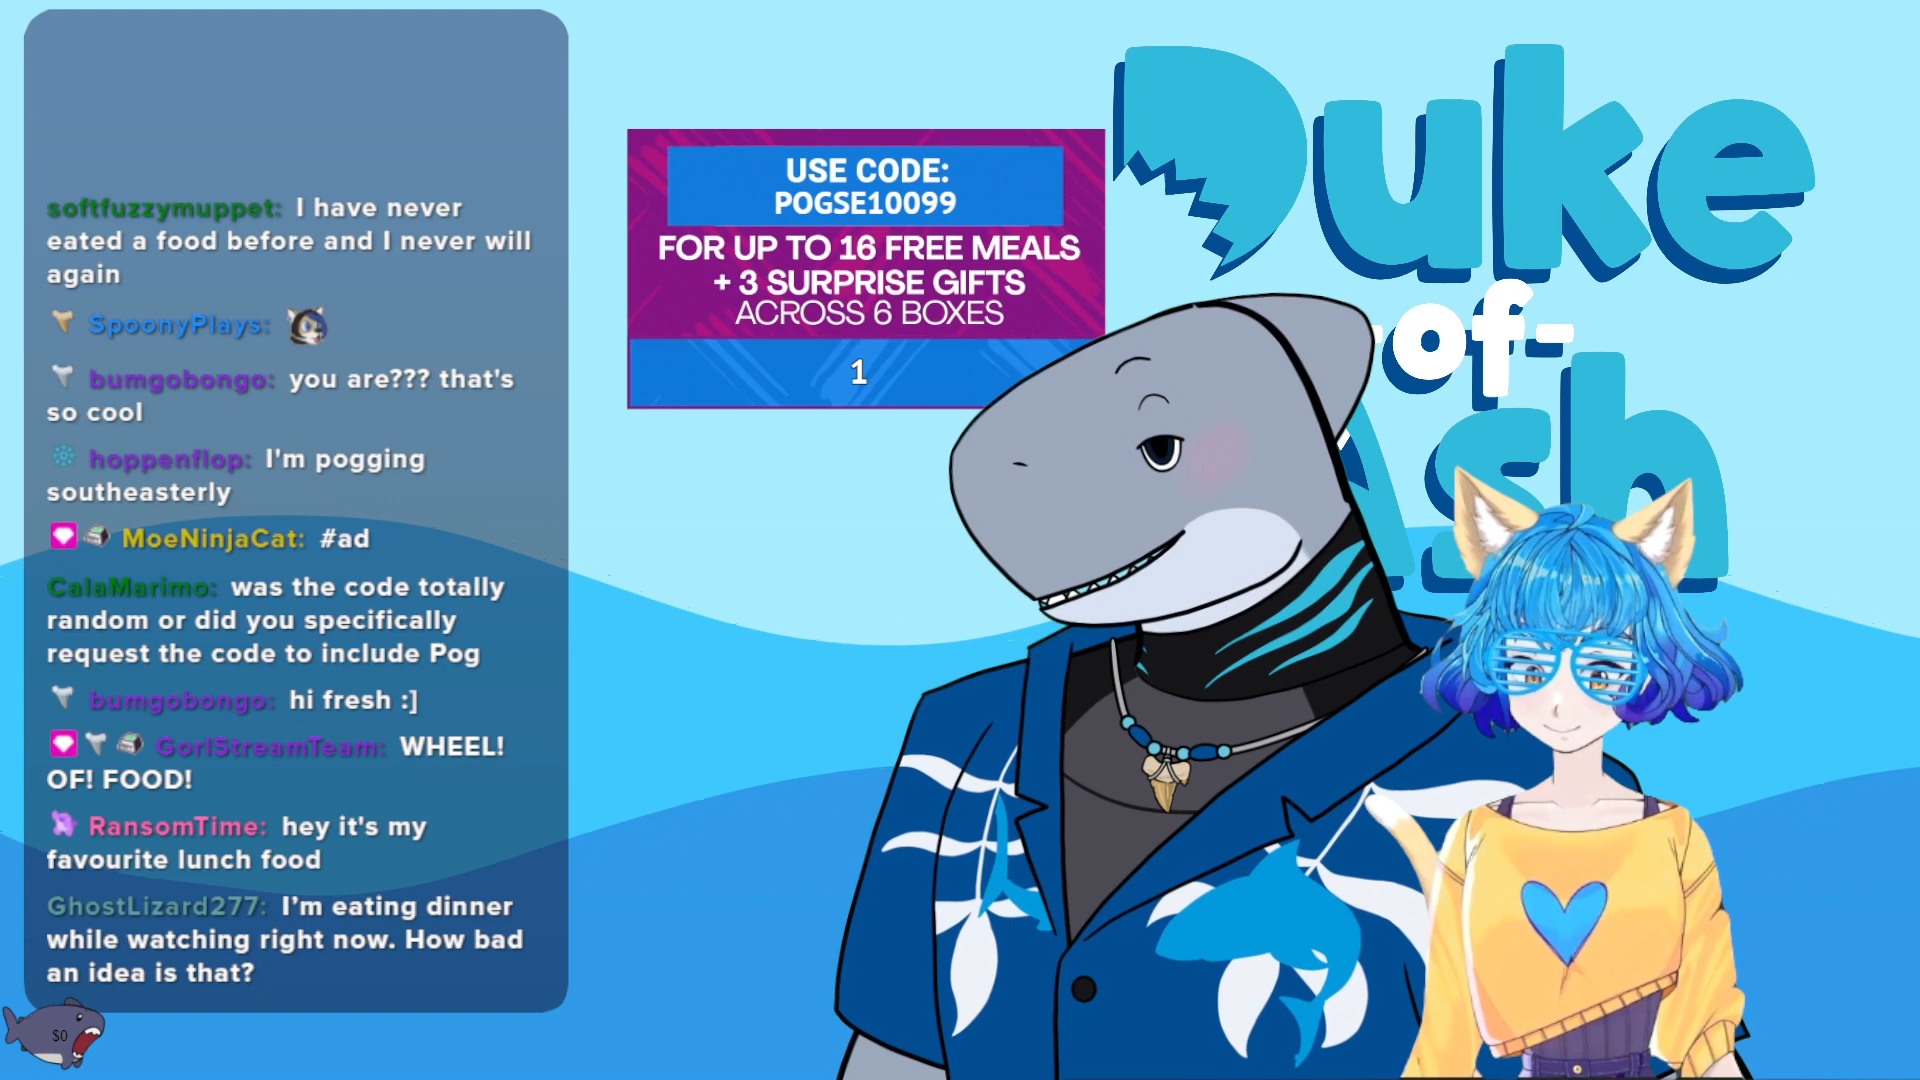 softfuzzymuppet: I have never
eated a food before and I never will
again
SpoonyPlays:
bumgobongo: you are??? that's
so cool
hoppenflop: I'm pogging
southeasterly
MoeNinjaCat: #ad
CalaMarimo: was the code totally
random or did you specifically
request the code to include Pog
bumgobongo: hi fresh :]
GorlStreamTeam: WHEEL!
OF! FOOD!
RansomTime: hey it's my
favourite lunch food
GhostLizard277: I'm eating dinner
while watching right now. How bad
an idea is that?
$0
USE CODE:
POGSE10099
FOR UP TO 16 FREE MEALS
+ 3 SURPRISE GIFTS
ACROSS 6 BOXES
1
Duke
-of-
Ash